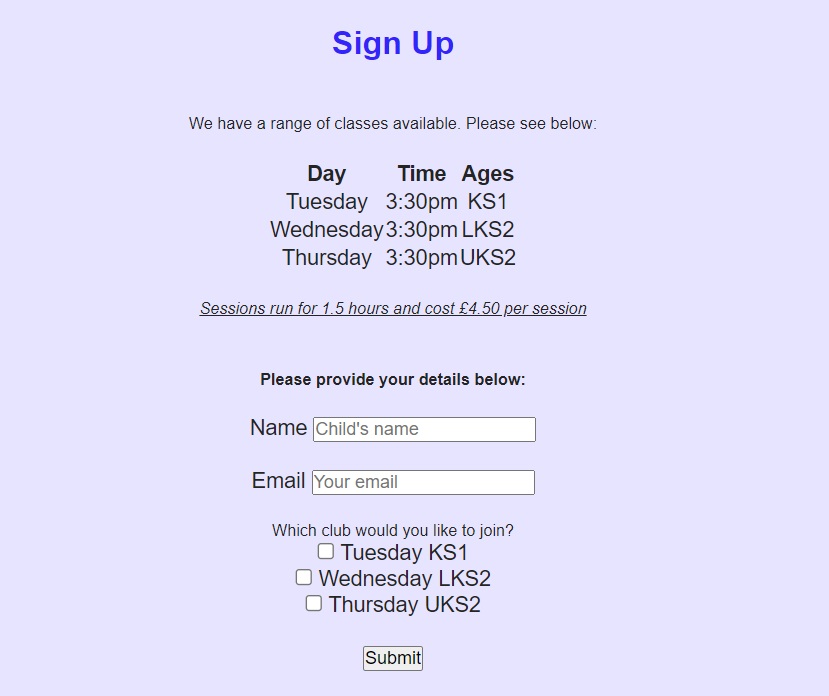 Sign Up
We have a range of classes available. Please see below:
Day Time Ages
Tuesday 3:30pm KS1
Wednesday 3:30pm LKS2
Thursday 3:30pm UKS2
Sessions run for 1.5 hours and cost £4.50 per session
Please provide your details below:
Name Child's name
Email Your email
Which club would you like to join?
Tuesday KS1
Wednesday LKS2
Thursday UKS2
Submit